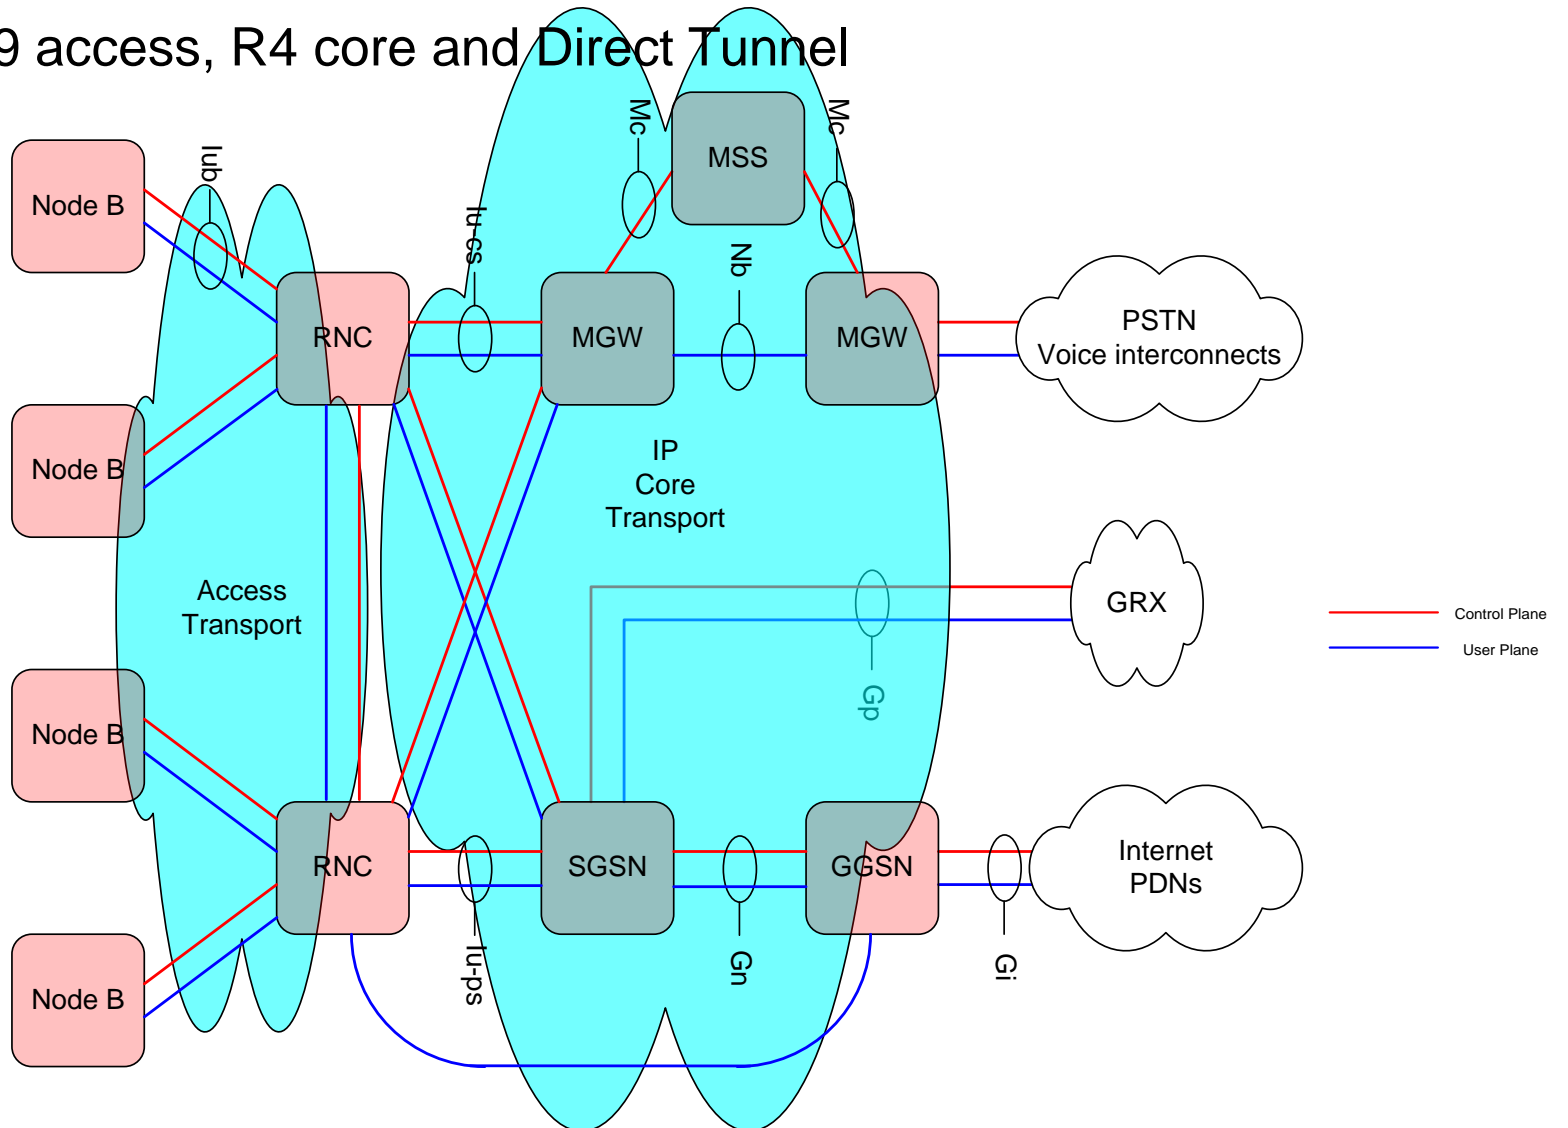 9 access, R4 core and Direct Tunnel
Mc
Mc
MSS
Iub
Node B
Iu-cs
Nb
RNC
MGW
MGW
PSTN
Voice interconnects
Node B
IP
Core
Transport
Access
Transport
GRX
Control Plane
User Plane
Gp
Node B
RNC
SGSN
GGSN
Internet
PDNs
Iu-ps
Gn
Gi
Node B